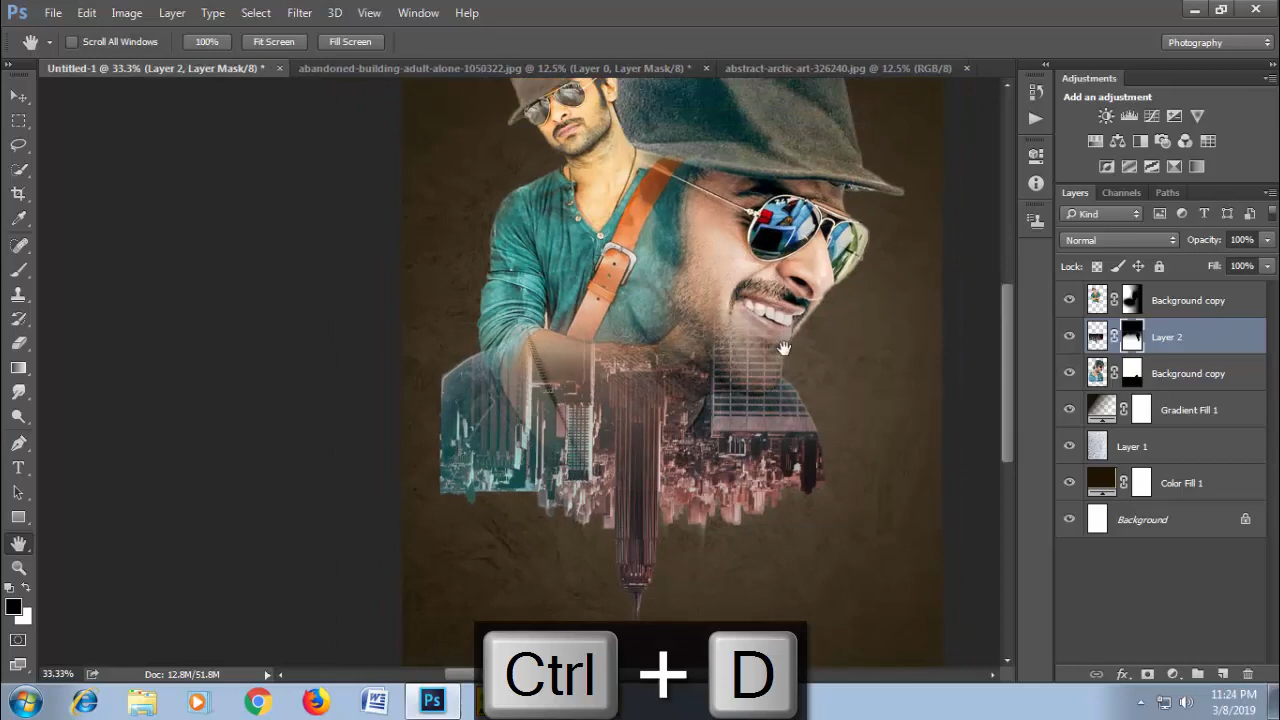 Ps File Edit Image Layer Type Select Filter 3D View Window Help
Scroll All Windows 100% Fit Screen Fill Screen Photography
Untitled-1 @ 33.3% (Layer 2, Layer Mask/8) * × abandoned-building-adult-alone-1050322.jpg @ 12.5% (Layer 0, Layer Mask/8) * × abstract-arctic-art-326240.jpg @ 12.5% (RGB/8) ×
Adjustments
Add an adjustment
Layers Channels Paths
Kind
Normal Opacity: 100%
Lock: Fill: 100%
Background copy
Layer 2
Background copy
Gradient Fill 1
Layer 1
Color Fill 1
Background
33.33% Doc: 12.8M/51.8M
Ctrl + D
Ps
11:24 PM
3/8/2019